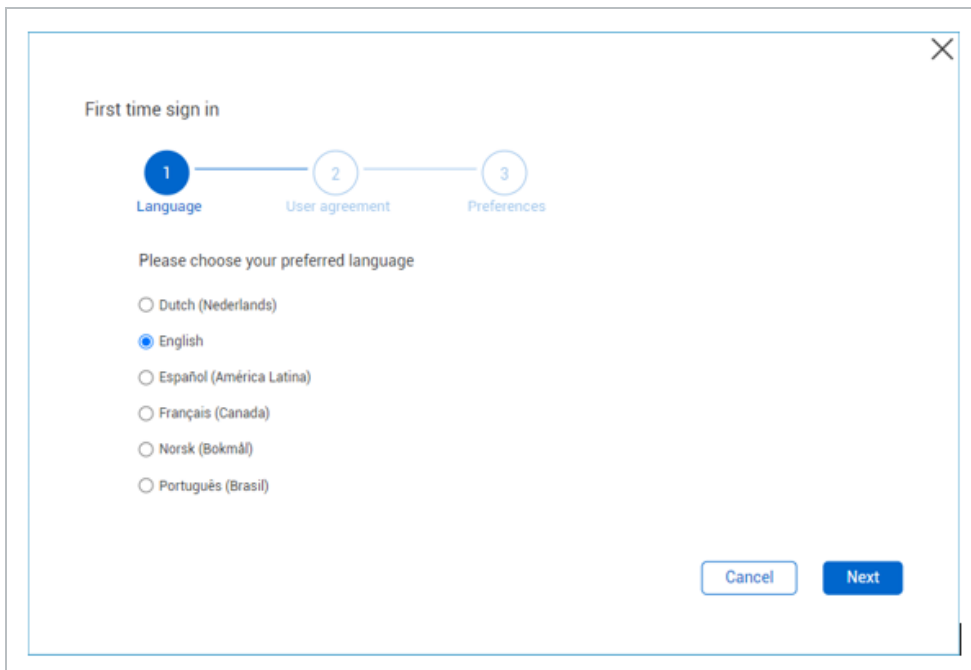 First time sign in
1 2 3
Language User agreement Preferences
Please choose your preferred language
Dutch (Nederlands)
English
Español (América Latina)
Français (Canada)
Norsk (Bokmål)
Português (Brasil)
Cancel Next